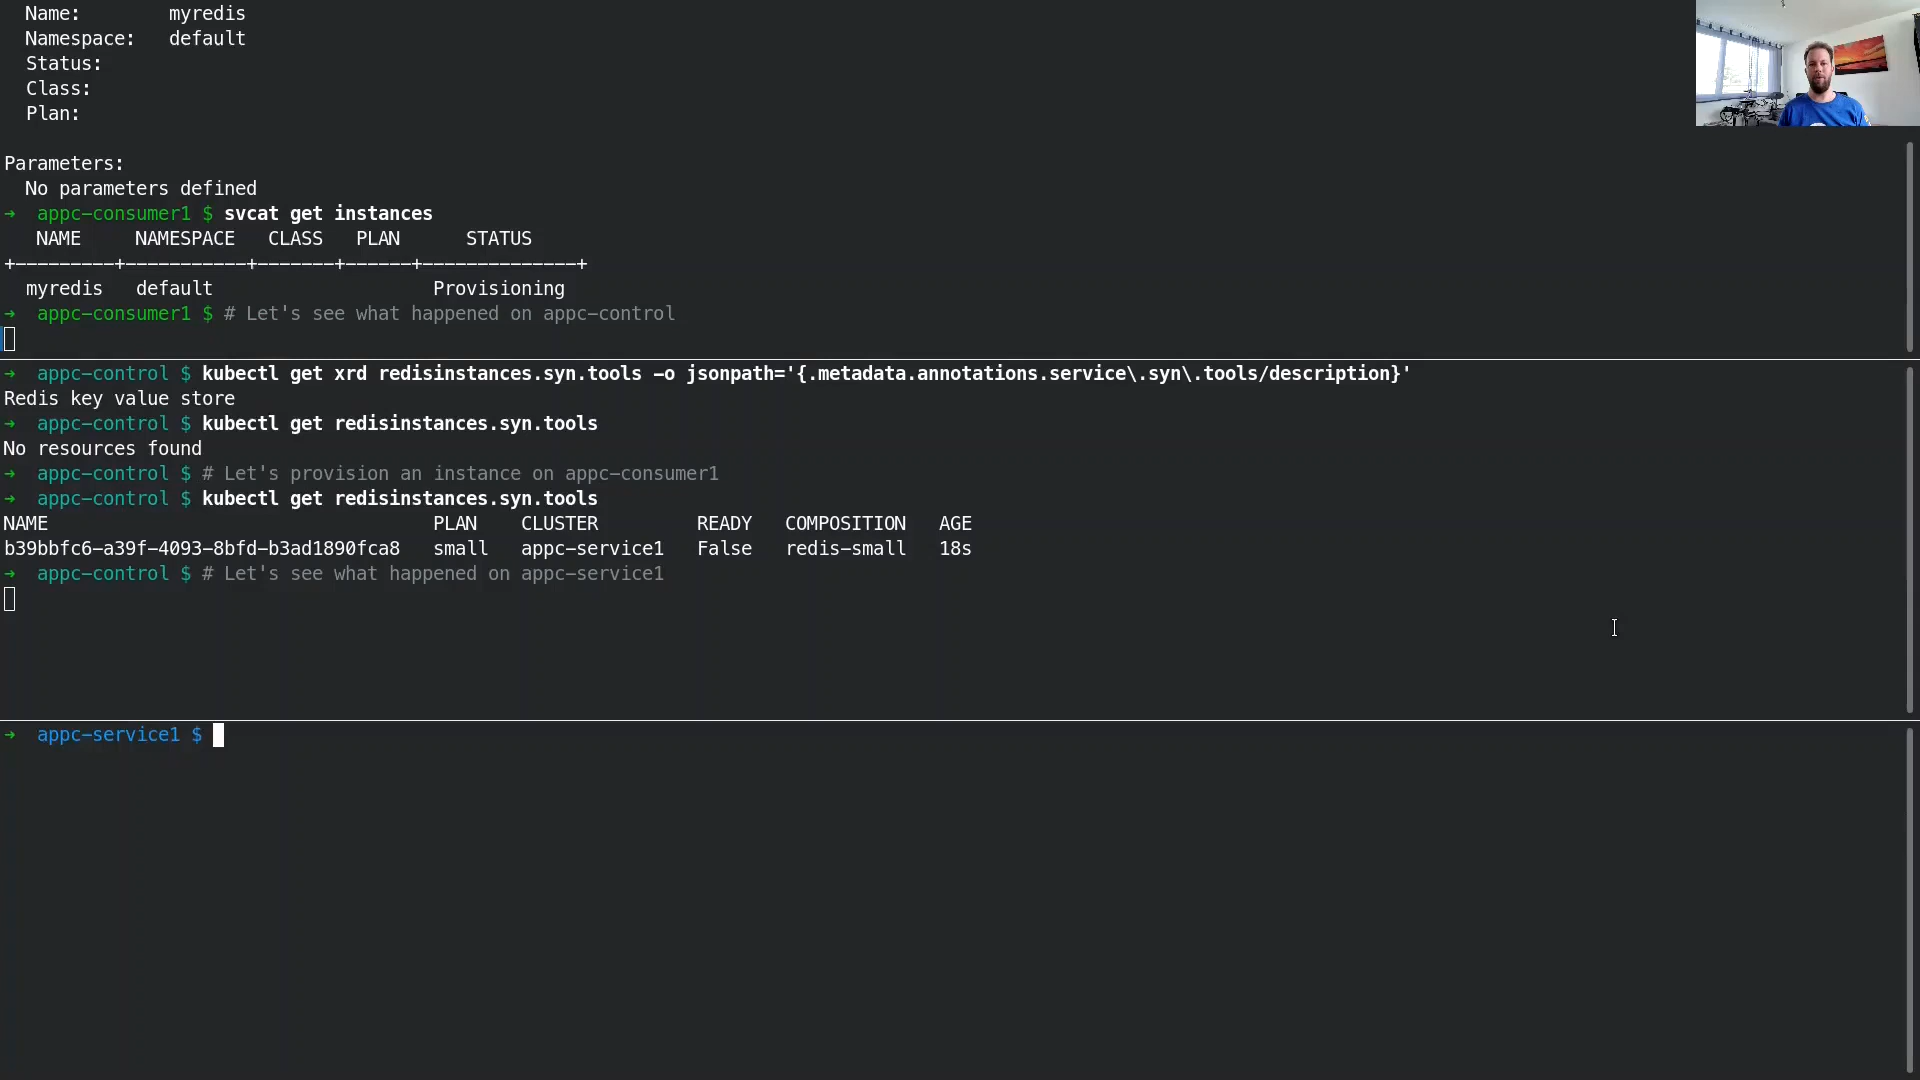 Name: myredis
Namespace: default
Status:
Class:
Plan:
Parameters:
No parameters defined
→ appc-consumer1 $ svcat get instances
NAME NAMESPACE CLASS PLAN STATUS
+---------+-----------+-------+------+--------------+
myredis default Provisioning
→ appc-consumer1 $ # Let's see what happened on appc-control
→ appc-control $ kubectl get xrd redisinstances.syn.tools -o jsonpath='{.metadata.annotations.service\.syn\.tools/description}'
Redis key value store
→ appc-control $ kubectl get redisinstances.syn.tools
No resources found
→ appc-control $ # Let's provision an instance on appc-consumer1
→ appc-control $ kubectl get redisinstances.syn.tools
NAME PLAN CLUSTER READY COMPOSITION AGE
b39bbfc6-a39f-4093-8bfd-b3ad1890fca8 small appc-service1 False redis-small 18s
→ appc-control $ # Let's see what happened on appc-service1
→ appc-service1 $